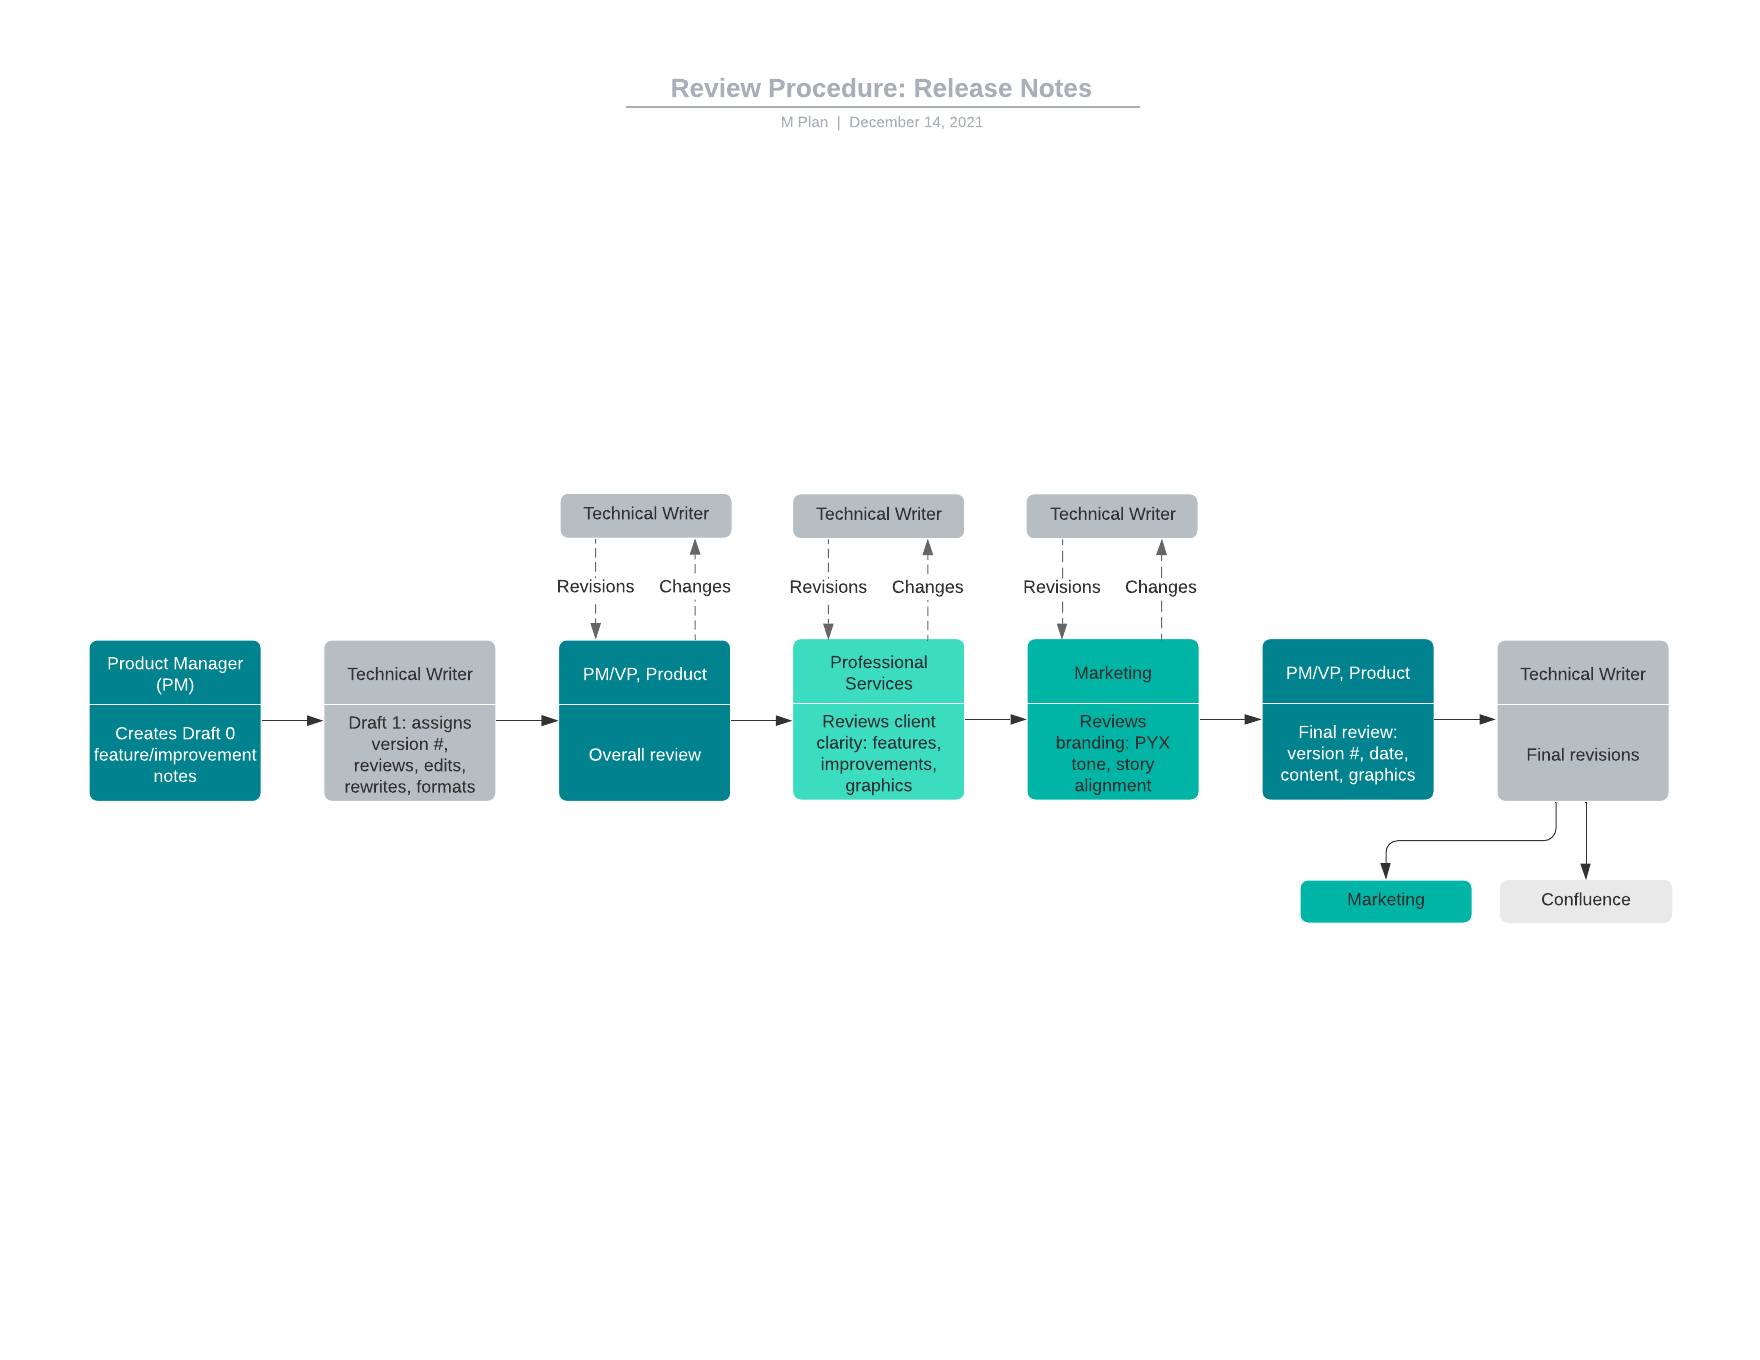 Review Procedure: Release Notes
M Plan | December 14, 2021
Technical Writer
Technical Writer
Technical Writer
Revisions
Changes
Revisions
Changes
Revisions
Changes
Product Manager
(PM)
Creates Draft 0
feature/improvement
notes
Technical Writer
Draft 1: assigns
version #,
reviews, edits,
rewrites, formats
PM/VP, Product
Overall review
Professional
Services
Reviews client
clarity: features,
improvements,
graphics
Marketing
Reviews
branding: PYX
tone, story
alignment
PM/VP, Product
Final review:
version #, date,
content, graphics
Technical Writer
Final revisions
Marketing
Confluence